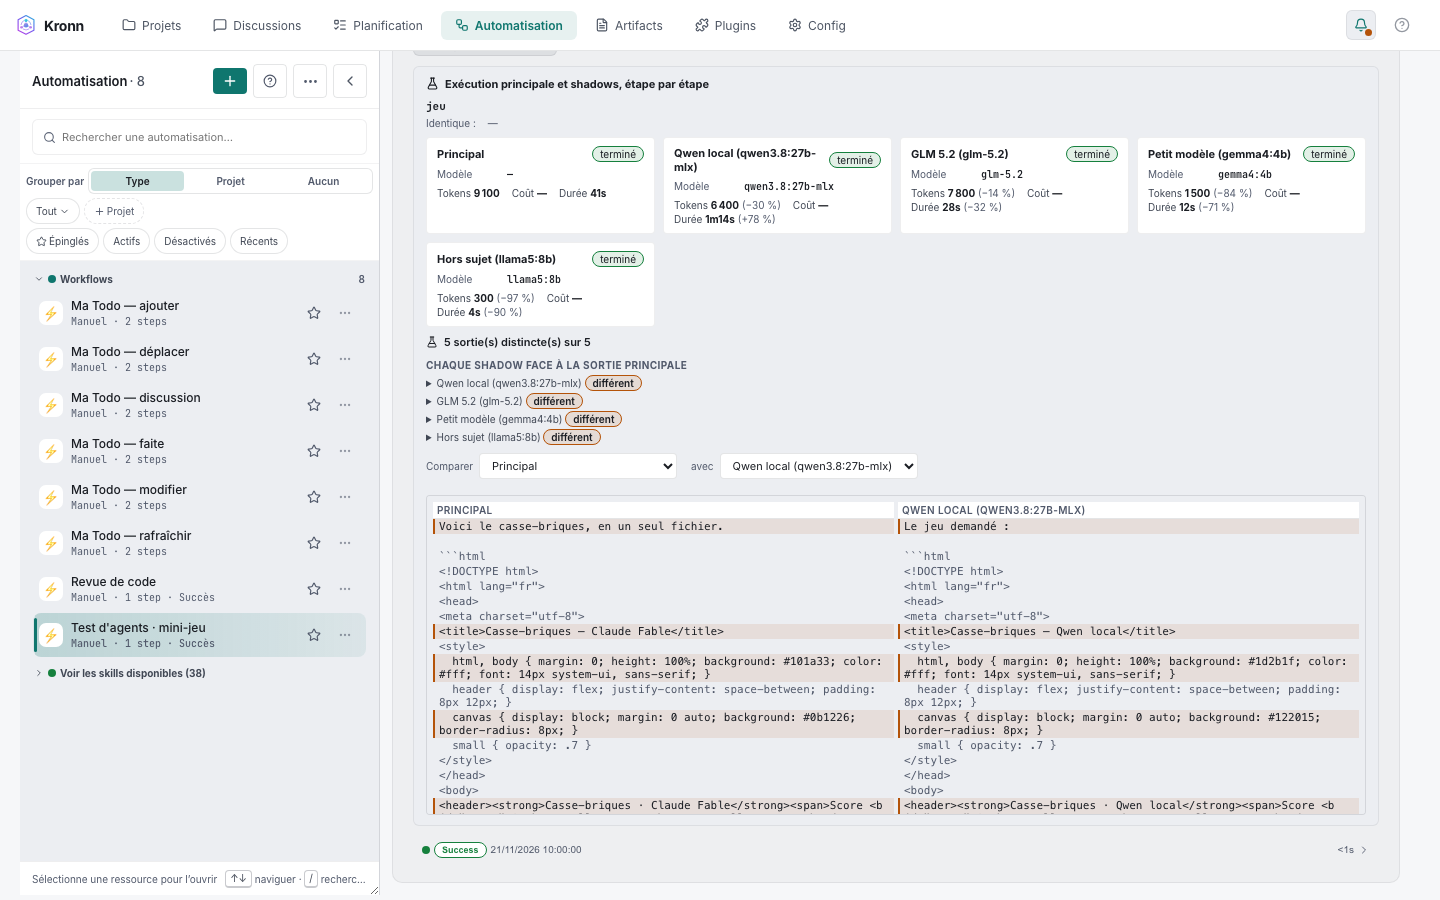 Kronn
Projets
Discussions
Planification
Automatisation
Artifacts
Plugins
Config
Automatisation · 8
Rechercher une automatisation...
Grouper par
Type
Projet
Aucun
Tout
+ Projet
Épinglés
Actifs
Désactivés
Récents
Workflows
8
Ma Todo — ajouter
Manuel · 2 steps
Ma Todo — déplacer
Manuel · 2 steps
Ma Todo — discussion
Manuel · 2 steps
Ma Todo — faite
Manuel · 2 steps
Ma Todo — modifier
Manuel · 2 steps
Ma Todo — rafraîchir
Manuel · 2 steps
Revue de code
Manuel · 1 step · Succès
Test d'agents · mini-jeu
Manuel · 1 step · Succès
Voir les skills disponibles (38)
Sélectionne une ressource pour l'ouvrir ↑↓ naviguer · / recherc...
Exécution principale et shadows, étape par étape
jeu
Identique : —
Principal
terminé
Modèle —
Tokens 9 100 Coût — Durée 41s
Qwen local (qwen3.8:27b-mlx)
terminé
Modèle qwen3.8:27b-mlx
Tokens 6 400 (−30 %) Coût —
Durée 1m14s (+78 %)
GLM 5.2 (glm-5.2)
terminé
Modèle glm-5.2
Tokens 7 800 (−14 %) Coût —
Durée 28s (−32 %)
Petit modèle (gemma4:4b)
terminé
Modèle gemma4:4b
Tokens 1 500 (−84 %) Coût —
Durée 12s (−71 %)
Hors sujet (llama5:8b)
terminé
Modèle llama5:8b
Tokens 300 (−97 %) Coût —
Durée 4s (−90 %)
5 sortie(s) distincte(s) sur 5
CHAQUE SHADOW FACE À LA SORTIE PRINCIPALE
Qwen local (qwen3.8:27b-mlx) différent
GLM 5.2 (glm-5.2) différent
Petit modèle (gemma4:4b) différent
Hors sujet (llama5:8b) différent
Comparer Principal avec Qwen local (qwen3.8:27b-mlx)
PRINCIPAL
Voici le casse-briques, en un seul fichier.
```html
<!DOCTYPE html>
<html lang="fr">
<head>
<meta charset="utf-8">
<title>Casse-briques — Claude Fable</title>
<style>
html, body { margin: 0; height: 100%; background: #101a33; color:
#fff; font: 14px system-ui, sans-serif; }
header { display: flex; justify-content: space-between; padding:
8px 12px; }
canvas { display: block; margin: 0 auto; background: #0b1226;
border-radius: 8px; }
small { opacity: .7 }
</style>
</head>
<body>
<header><strong>Casse-briques · Claude Fable</strong><span>Score <b
QWEN LOCAL (QWEN3.8:27B-MLX)
Le jeu demandé :
```html
<!DOCTYPE html>
<html lang="fr">
<head>
<meta charset="utf-8">
<title>Casse-briques — Qwen local</title>
<style>
html, body { margin: 0; height: 100%; background: #1d2b1f; color:
#fff; font: 14px system-ui, sans-serif; }
header { display: flex; justify-content: space-between; padding:
8px 12px; }
canvas { display: block; margin: 0 auto; background: #122015;
border-radius: 8px; }
small { opacity: .7 }
</style>
</head>
<body>
<header><strong>Casse-briques · Qwen local</strong><span>Score <b
Success 21/11/2026 10:00:00
<1s